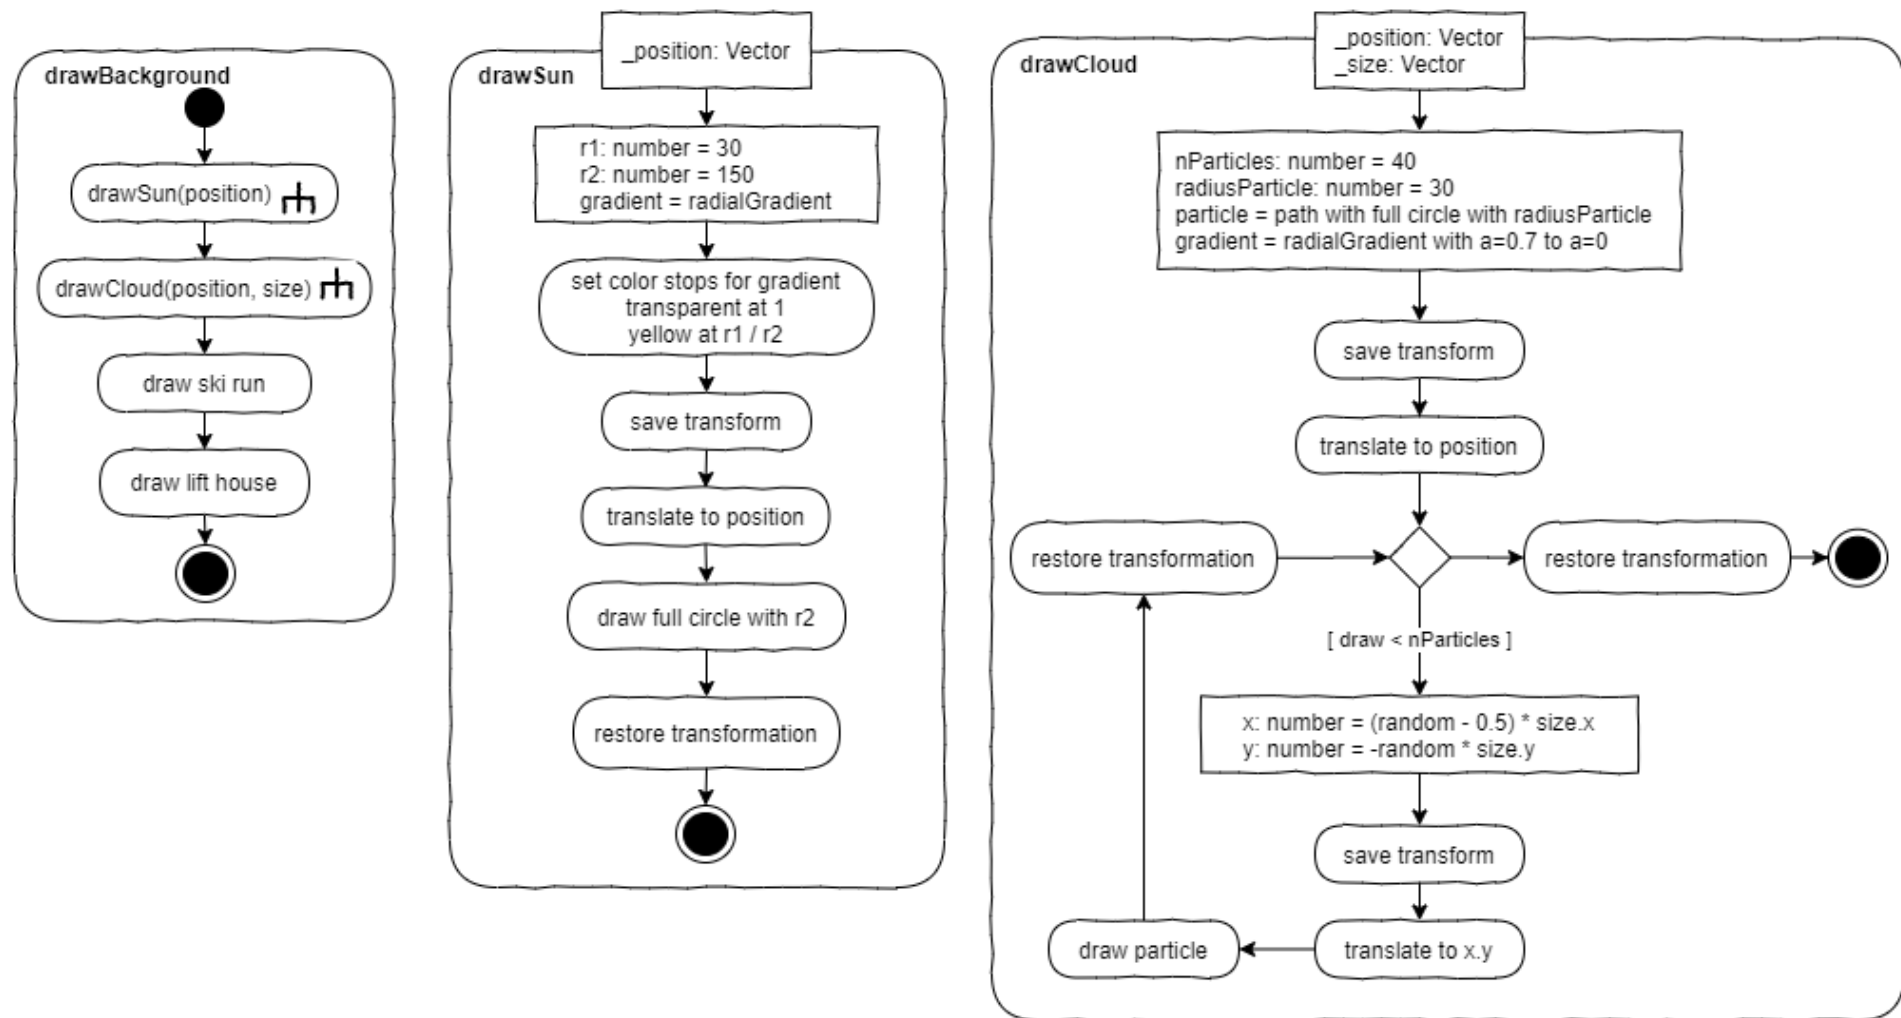 drawBackground
drawSun(position)
drawCloud(position, size)
draw ski run
draw lift house
drawSun
_position: Vector
r1: number = 30
r2: number = 150
gradient = radialGradient
set color stops for gradient
transparent at 1
yellow at r1 / r2
save transform
translate to position
draw full circle with r2
restore transformation
drawCloud
_position: Vector
_size: Vector
nParticles: number = 40
radiusParticle: number = 30
particle = path with full circle with radiusParticle
gradient = radialGradient with a=0.7 to a=0
save transform
translate to position
restore transformation
restore transformation
[ draw < nParticles ]
x: number = (random - 0.5) * size.x
y: number = -random * size.y
save transform
translate to x.y
draw particle